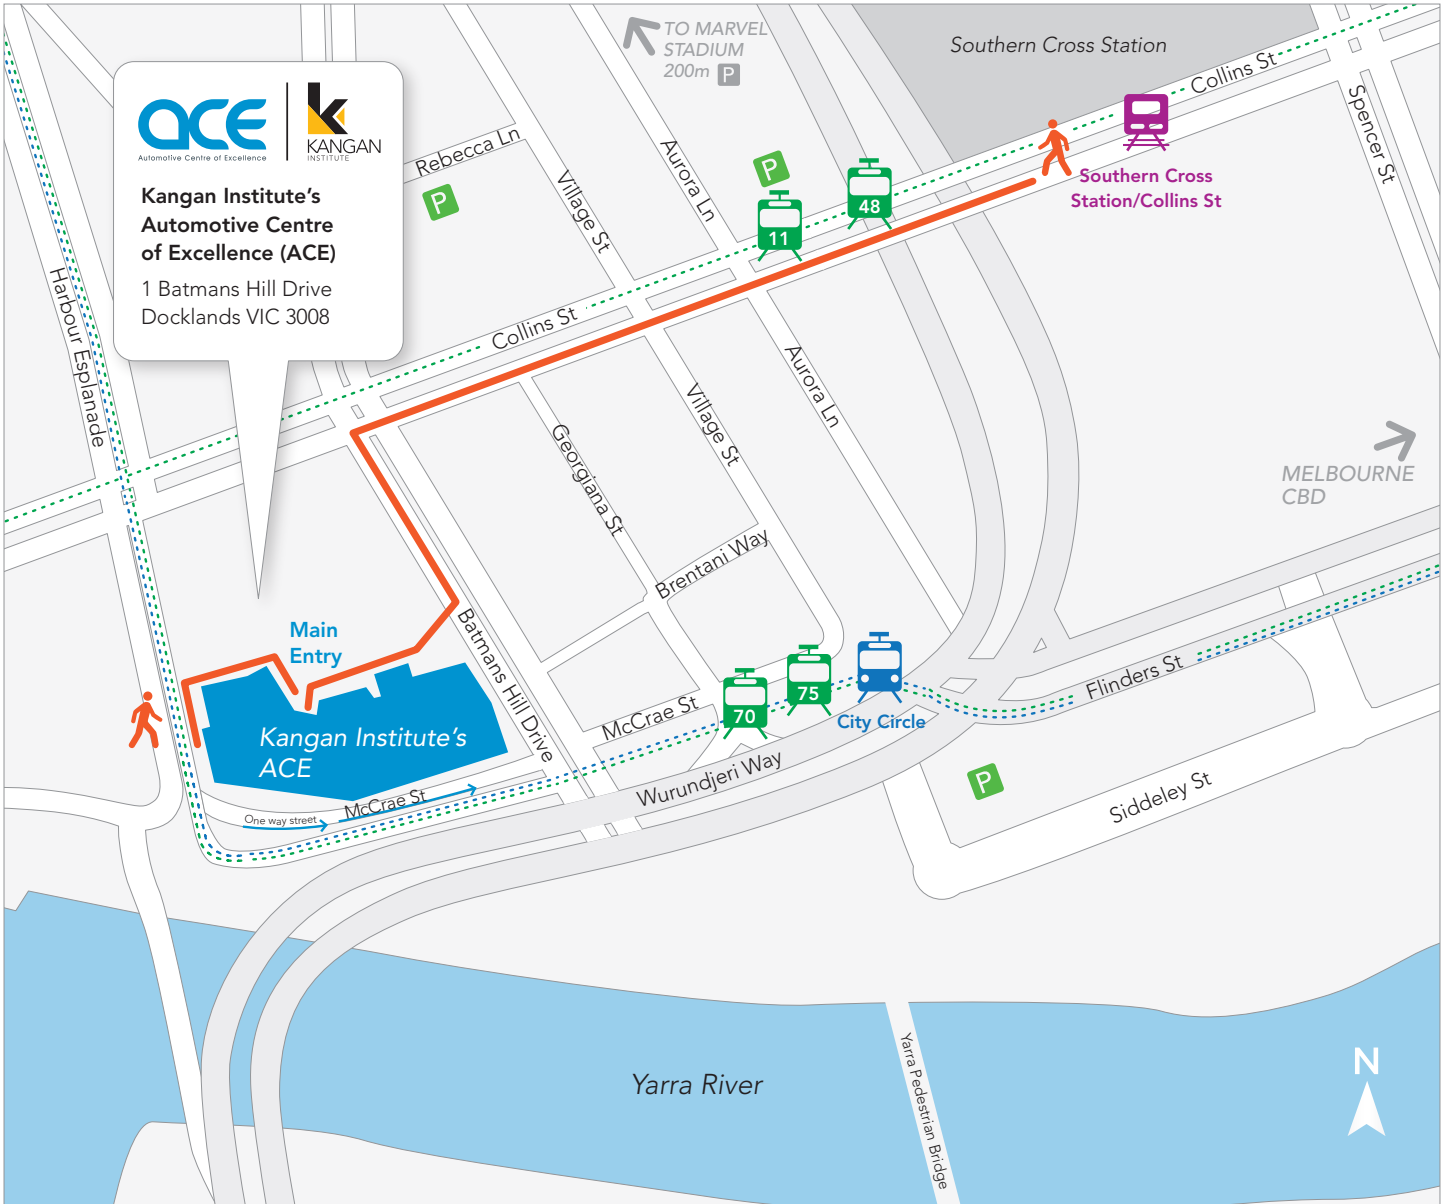 TO MARVEL
STADIUM
200m P
Southern Cross Station
Collins St
Spencer St
ACE
Automotive Centre of Excellence
k
KANGAN
INSTITUTE
Kangan Institute's
Automotive Centre
of Excellence (ACE)
1 Batmans Hill Drive
Docklands VIC 3008
Rebecca Ln
P
Village St
Aurora Ln
P
11
48
Southern Cross
Station/Collins St
Harbour Esplanade
Collins St
Georgiana St
Village St
Aurora Ln
MELBOURNE
CBD
Brentani Way
Main
Entry
Batmans Hill Drive
Kangan Institute's
ACE
McCrae St
One way street
McCrae St
70
75
City Circle
Flinders St
Wurundjeri Way
P
Siddeley St
Yarra River
Yarra Pedestrian Bridge
N